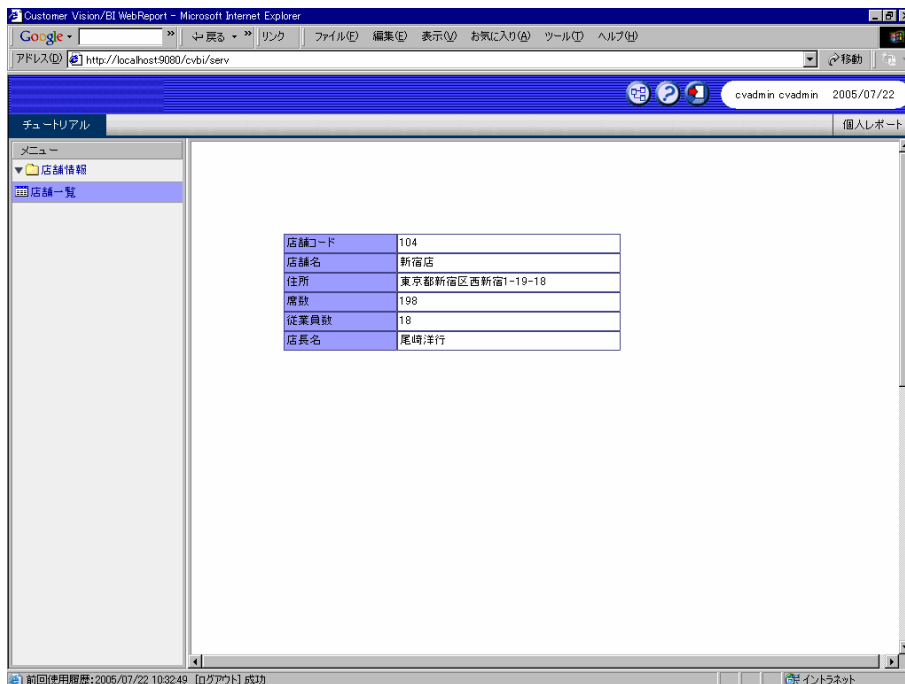 Customer Vision/BI WebReport - Microsoft Internet Explorer
Google
戻る リンク ファイル(F) 編集(E) 表示(V) お気に入り(A) ツール(T) ヘルプ(H)
アドレス(D) http://localhost:9080/cvbi/serv 移動
cvadmin cvadmin 2005/07/22
チュートリアル 個人レポート
メニュー
店舗情報
店舗一覧
店舗コード 104
店舗名 新宿店
住所 東京都新宿区西新宿1-19-18
席数 198
従業員数 18
店長名 尾崎洋行
前回使用履歴:2005/07/22 10:32:49 [ログアウト] 成功 イントラネット